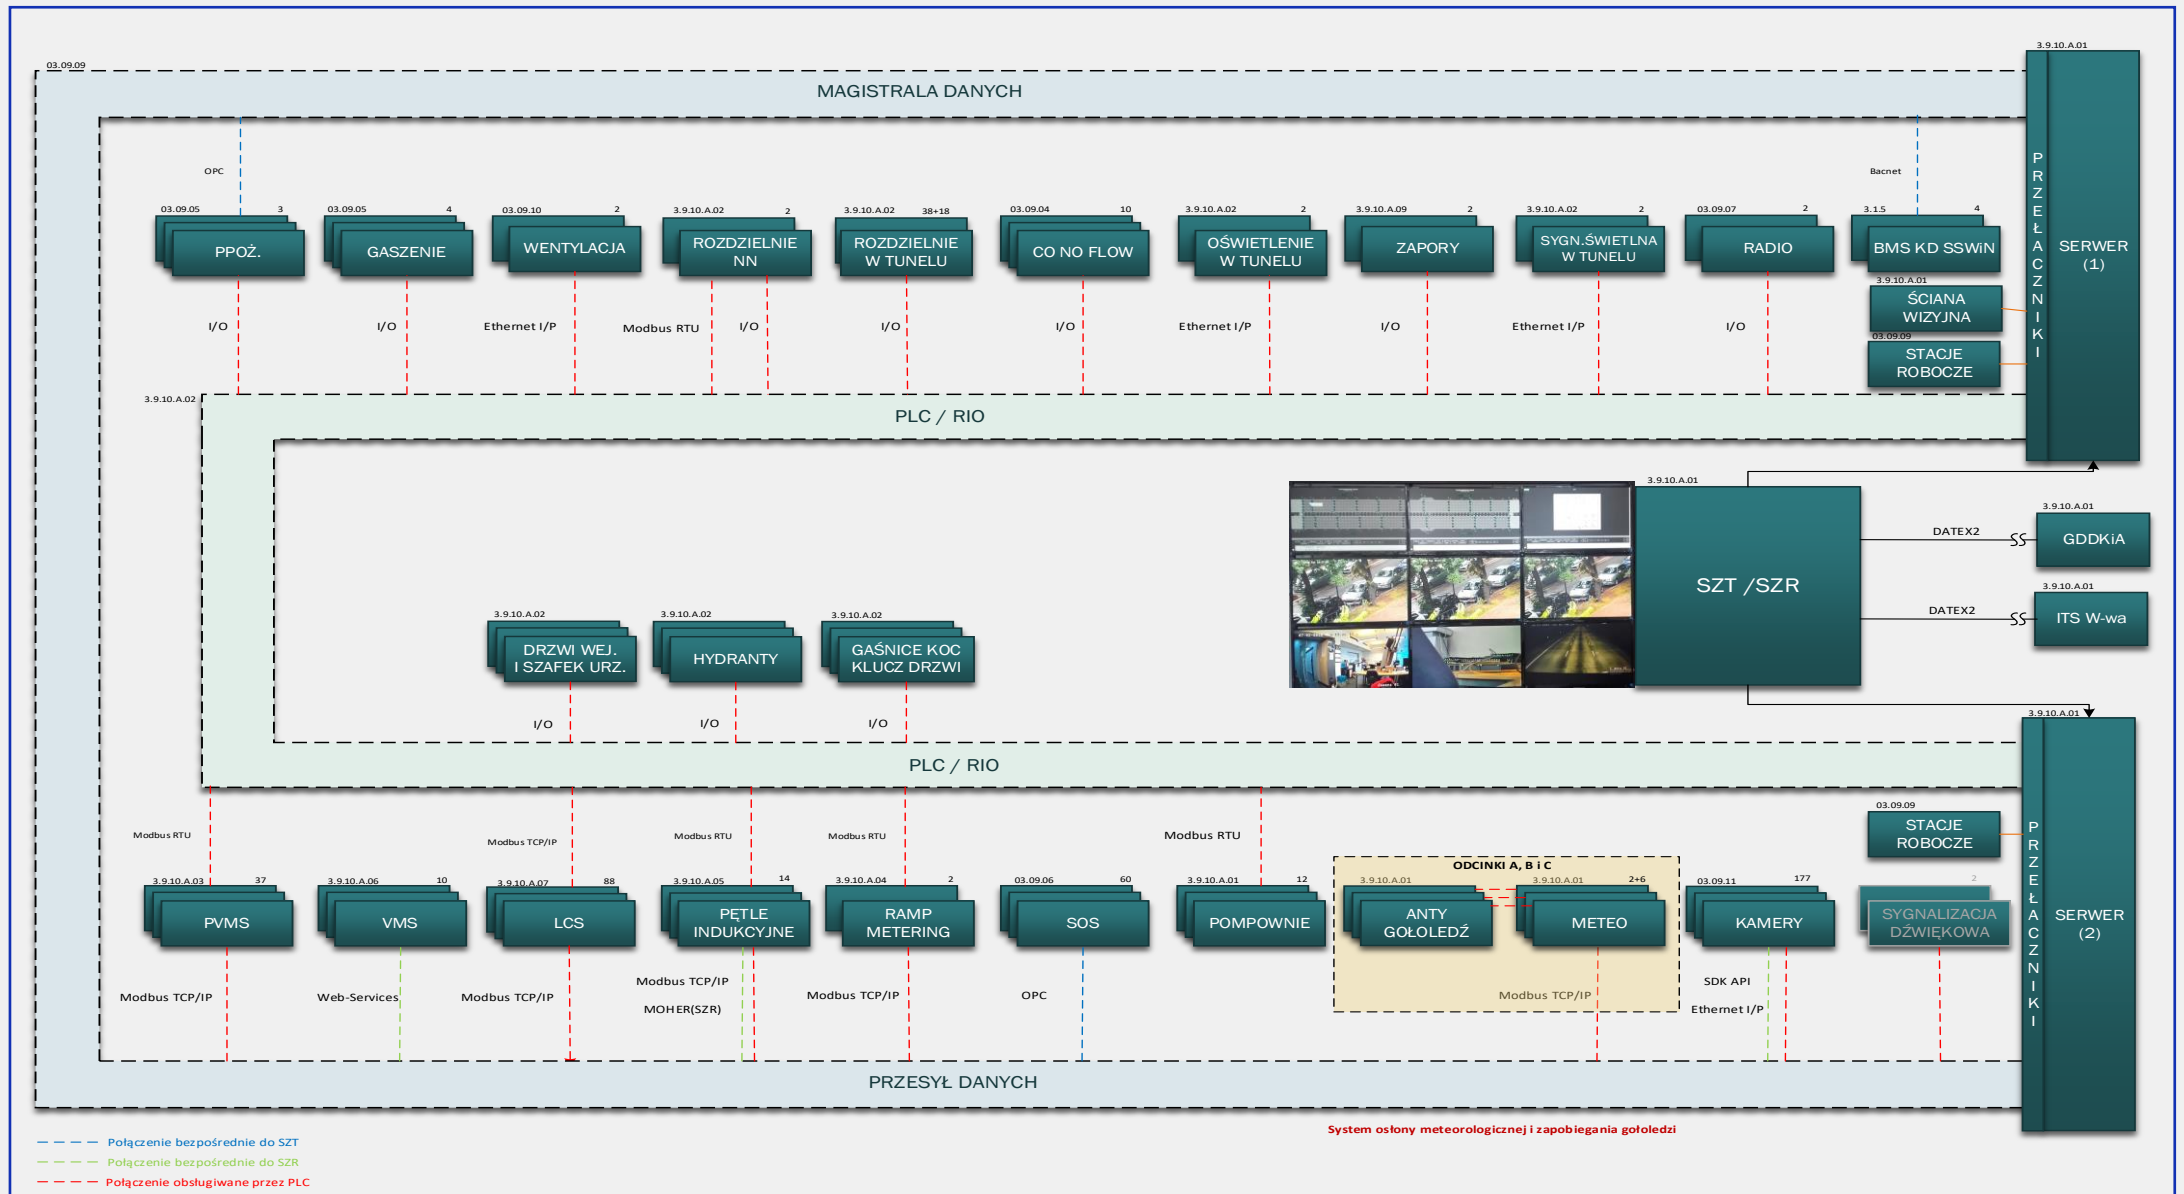 3.9.10.A.01
03.09.09
MAGISTRALA DANYCH
PRZEŁACZNIKI
SERWER
(1)
OPC
Bacnet
03.09.05 3
PPOŻ.
03.09.05 4
GASZENIE
03.09.10 2
WENTYLACJA
3.9.10.A.02 2
ROZDZIELNIE
NN
3.9.10.A.02 38+18
ROZDZIELNIE
W TUNELU
03.09.04 10
CO NO FLOW
3.9.10.A.02 2
OŚWIETLENIE
W TUNELU
3.9.10.A.09 2
ZAPORY
3.9.10.A.02 2
SYGN.ŚWIETLNA
W TUNELU
03.09.07 2
RADIO
3.1.5 4
BMS KD SSWiN
3.9.10.A.01
ŚCIANA
WIZYJNA
03.09.09
STACJE
ROBOCZE
I/O
I/O
Ethernet I/P
Modbus RTU
I/O
I/O
I/O
Ethernet I/P
I/O
Ethernet I/P
I/O
3.9.10.A.02
PLC / RIO
3.9.10.A.01
SZT /SZR
DATEX2
3.9.10.A.01
GDDKiA
DATEX2
3.9.10.A.01
ITS W-wa
3.9.10.A.02
DRZWI WEJ.
I SZAFEK URZ.
3.9.10.A.02
HYDRANTY
3.9.10.A.02
GAŚNICE KOC
KLUCZ DRZWI
I/O
I/O
I/O
PLC / RIO
3.9.10.A.01
PRZEŁACZNIKI
SERWER
(2)
Modbus RTU
Modbus TCP/IP
Modbus RTU
Modbus RTU
Modbus RTU
03.09.09
STACJE
ROBOCZE
3.9.10.A.03 37
PVMS
3.9.10.A.06 10
VMS
3.9.10.A.07 88
LCS
3.9.10.A.05 14
PĘTLE
INDUKCYJNE
3.9.10.A.04 2
RAMP
METERING
03.09.06 60
SOS
3.9.10.A.01 12
POMPOWNIE
ODCINKI A, B i C
3.9.10.A.01
ANTY
GOŁOLEDŹ
3.9.10.A.01 2+6
METEO
03.09.11 177
KAMERY
2
SYGNALIZACJA
DŹWIĘKOWA
Modbus TCP/IP
Web-Services
Modbus TCP/IP
Modbus TCP/IP
MOHER(SZR)
Modbus TCP/IP
OPC
Modbus TCP/IP
SDK API
Ethernet I/P
PRZESYŁ DANYCH
System osłony meteorologicznej i zapobiegania gołoledzi
Połączenie bezpośrednie do SZT
Połączenie bezpośrednie do SZR
Połączenie obsługiwane przez PLC